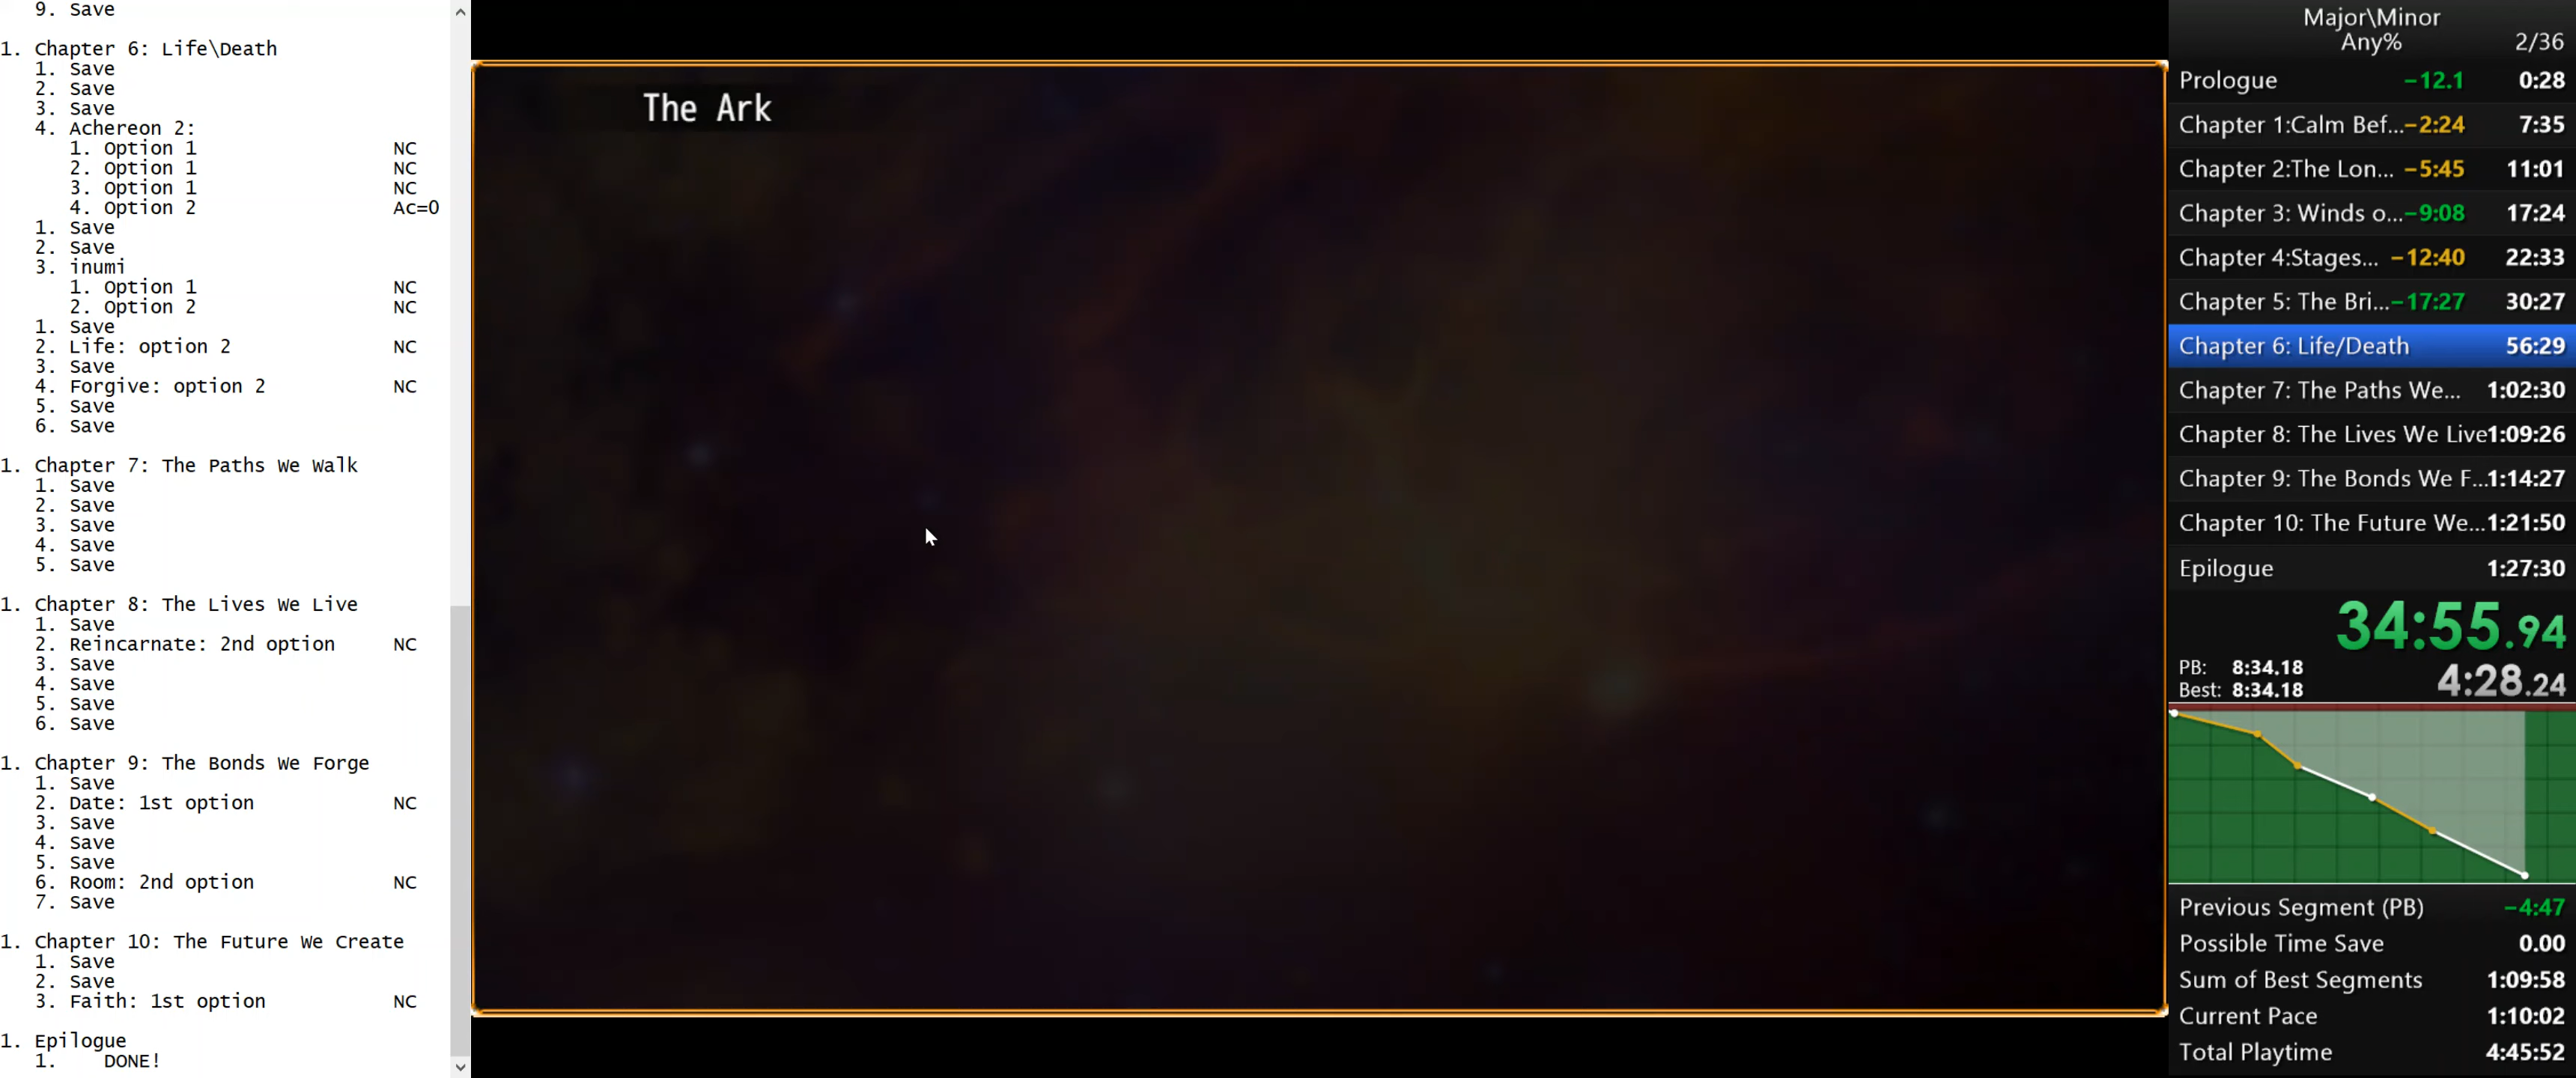 9. Save
1. Chapter 6: Life\Death
1. Save
2. Save
3. Save
4. Achereon 2:
1. Option 1 NC
2. Option 1 NC
3. Option 1 NC
4. Option 2 Ac=0
1. Save
2. Save
3. inumi
1. Option 1 NC
2. Option 2 NC
1. Save
2. Life: option 2 NC
3. Save
4. Forgive: option 2 NC
5. Save
6. Save
1. Chapter 7: The Paths We Walk
1. Save
2. Save
3. Save
4. Save
5. Save
1. Chapter 8: The Lives We Live
1. Save
2. Reincarnate: 2nd option NC
3. Save
4. Save
5. Save
6. Save
1. Chapter 9: The Bonds We Forge
1. Save
2. Date: 1st option NC
3. Save
4. Save
5. Save
6. Room: 2nd option NC
7. Save
1. Chapter 10: The Future We Create
1. Save
2. Save
3. Faith: 1st option NC
1. Epilogue
1. DONE!
The Ark
Major\Minor
Any% 2/36
Prologue -12.1 0:28
Chapter 1:Calm Bef... -2:24 7:35
Chapter 2:The Lon... -5:45 11:01
Chapter 3: Winds o... -9:08 17:24
Chapter 4:Stages... -12:40 22:33
Chapter 5: The Bri... -17:27 30:27
Chapter 6: Life/Death 56:29
Chapter 7: The Paths We... 1:02:30
Chapter 8: The Lives We Live 1:09:26
Chapter 9: The Bonds We F... 1:14:27
Chapter 10: The Future We... 1:21:50
Epilogue 1:27:30
34:55.94
PB: 8:34.18
Best: 8:34.18
4:28.24
Previous Segment (PB) -4:47
Possible Time Save 0.00
Sum of Best Segments 1:09:58
Current Pace 1:10:02
Total Playtime 4:45:52